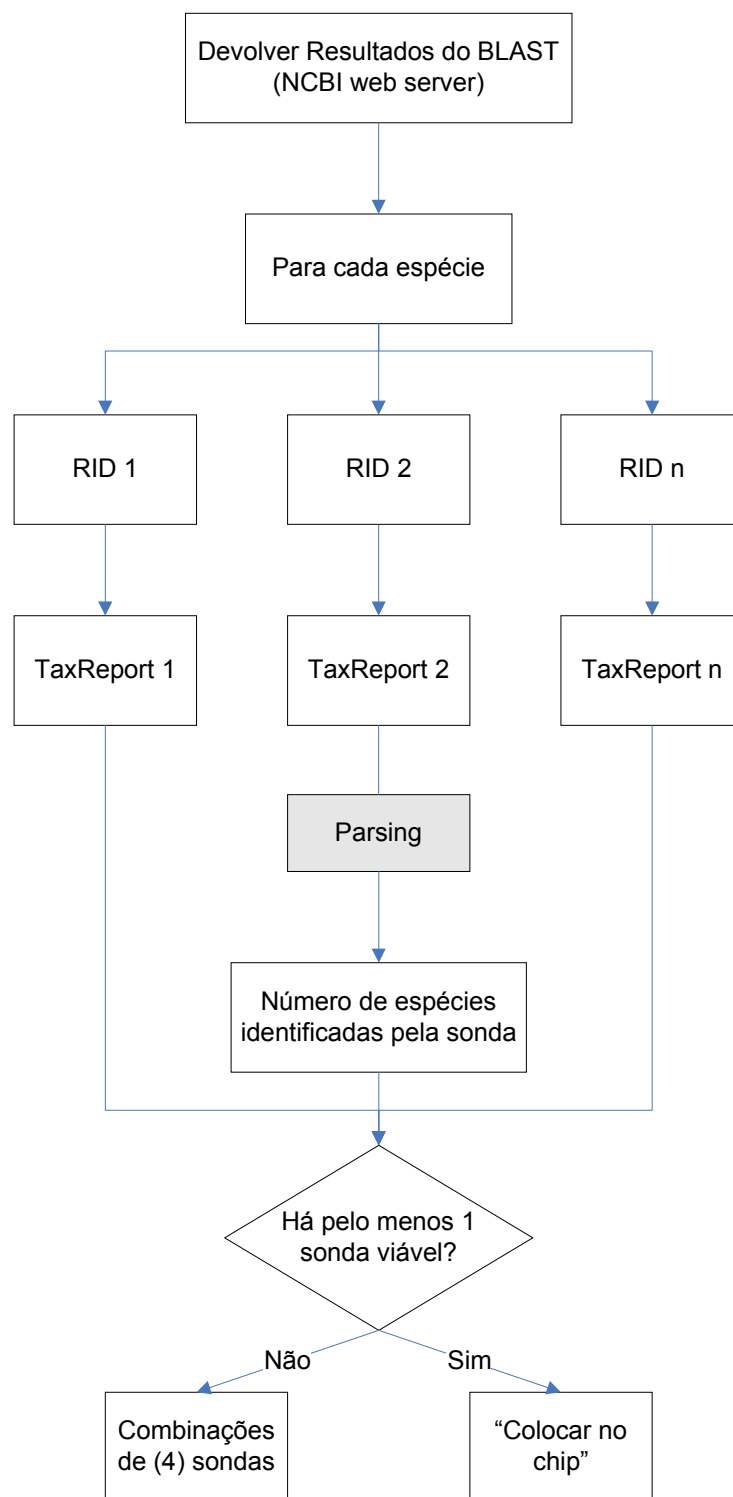 Devolver Resultados do BLAST
(NCBI web server)
Para cada espécie
RID 1
RID 2
RID n
TaxReport 1
TaxReport 2
TaxReport n
Parsing
Número de espécies
identificadas pela sonda
Há pelo menos 1
sonda viável?
Não
Sim
Combinações
de (4) sondas
“Colocar no
chip”